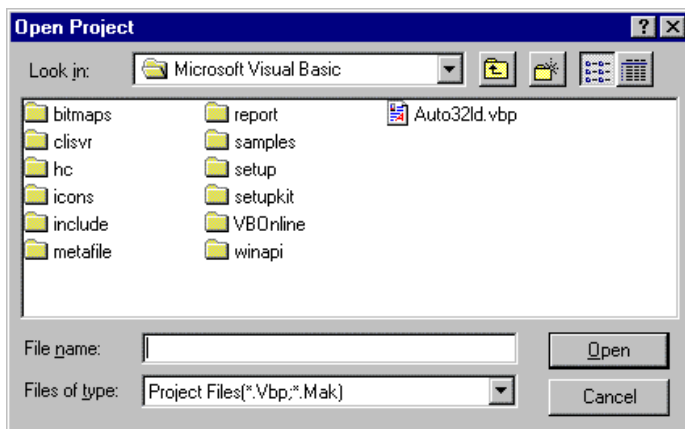 Open Project
Look in: Microsoft Visual Basic
bitmaps report Auto32ld.vbp
clisvr samples
hc setup
icons setupkit
include VBOnline
metafile winapi
File name: Open
Files of type: Project Files(*.Vbp;*.Mak) Cancel